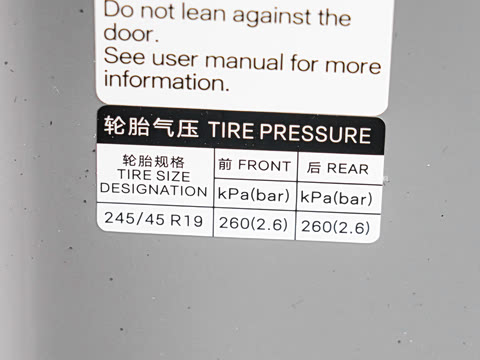 Do not lean against the
door.
See user manual for more
information.
轮胎气压 TIRE PRESSURE
轮胎规格
TIRE SIZE
DESIGNATION
前 FRONT
后 REAR
kPa(bar)
kPa(bar)
245/45 R19
260(2.6)
260(2.6)